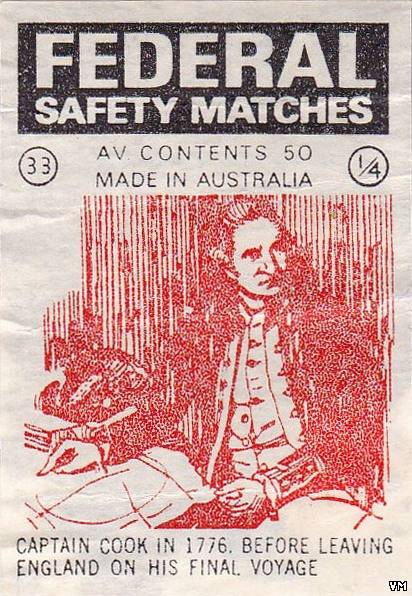 FEDERAL
SAFETY MATCHES
33
AV. CONTENTS 50
1/4
MADE IN AUSTRALIA
CAPTAIN COOK IN 1776. BEFORE LEAVING
ENGLAND ON HIS FINAL VOYAGE
VM